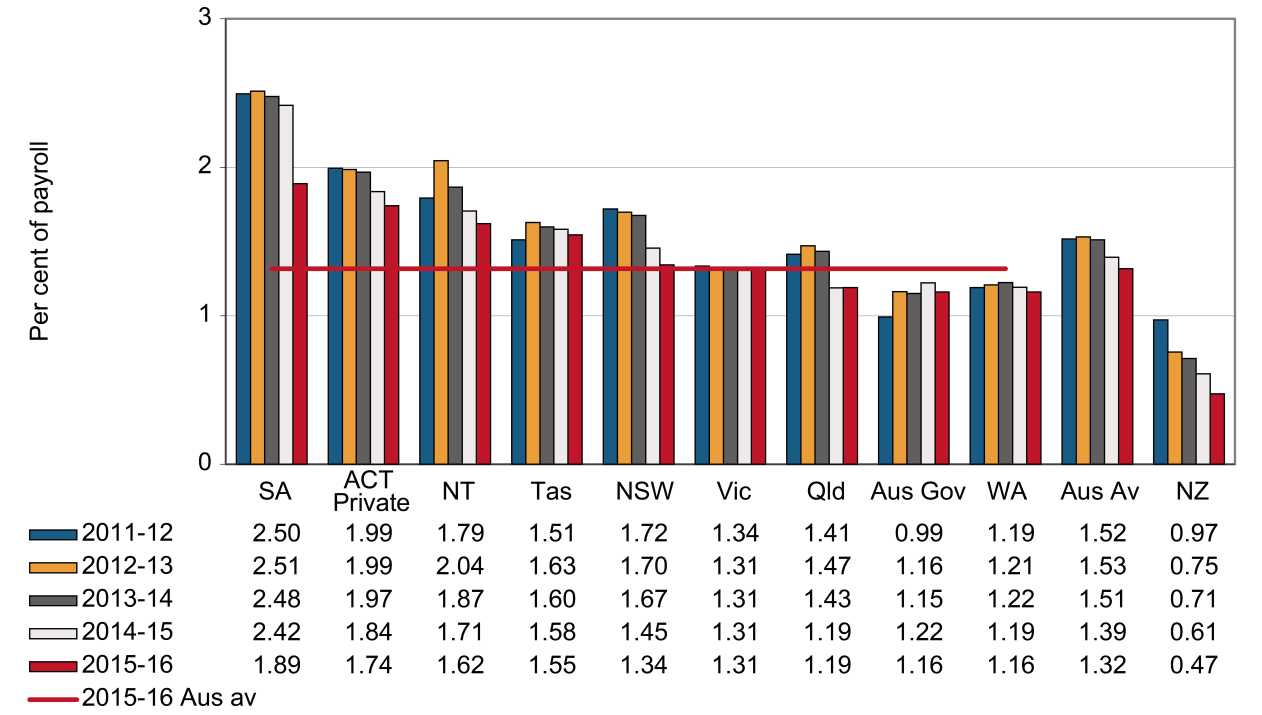 3
2
1
0
Per cent of payroll
SA ACT Private NT Tas NSW Vic Qld Aus Gov WA Aus Av NZ
2011-12 2.50 1.99 1.79 1.51 1.72 1.34 1.41 0.99 1.19 1.52 0.97
2012-13 2.51 1.99 2.04 1.63 1.70 1.31 1.47 1.16 1.21 1.53 0.75
2013-14 2.48 1.97 1.87 1.60 1.67 1.31 1.43 1.15 1.22 1.51 0.71
2014-15 2.42 1.84 1.71 1.58 1.45 1.31 1.19 1.22 1.19 1.39 0.61
2015-16 1.89 1.74 1.62 1.55 1.34 1.31 1.19 1.16 1.16 1.32 0.47
2015-16 Aus av